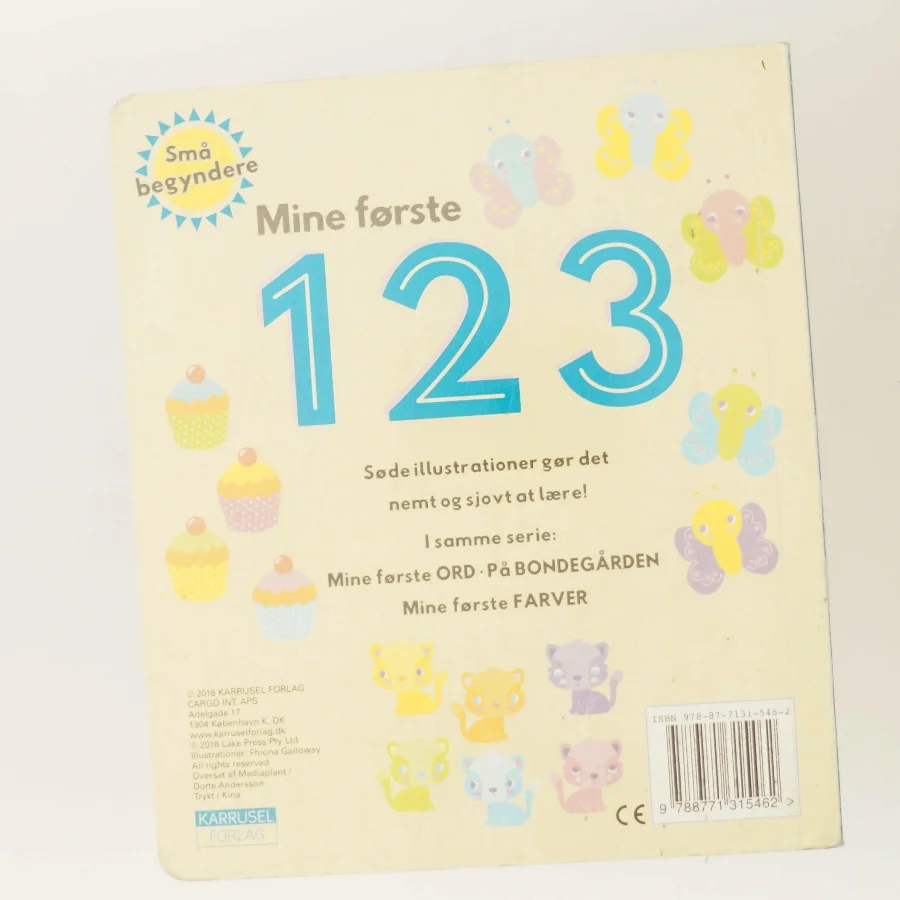 Små
begyndere
Mine første
1 2 3
Søde illustrationer gør det
nemt og sjovt at lære!
I samme serie:
Mine første ORD · På BONDEGÅRDEN
Mine første FARVER
© 2018 KARRUSEL FORLAG
CARGO INT. APS
Adelgade 17
1304 København K, DK
www.karruselforlag.dk
© 2018 Lake Press Pty Ltd
Illustrationer: Fhiona Galloway
All rights reserved
Oversat af Mediaplant /
Dorte Andersson
Trykt i Kina
KARRUSEL
FORLAG
CE
ISBN 978-87-7131-546-2
9 788771 315462 >